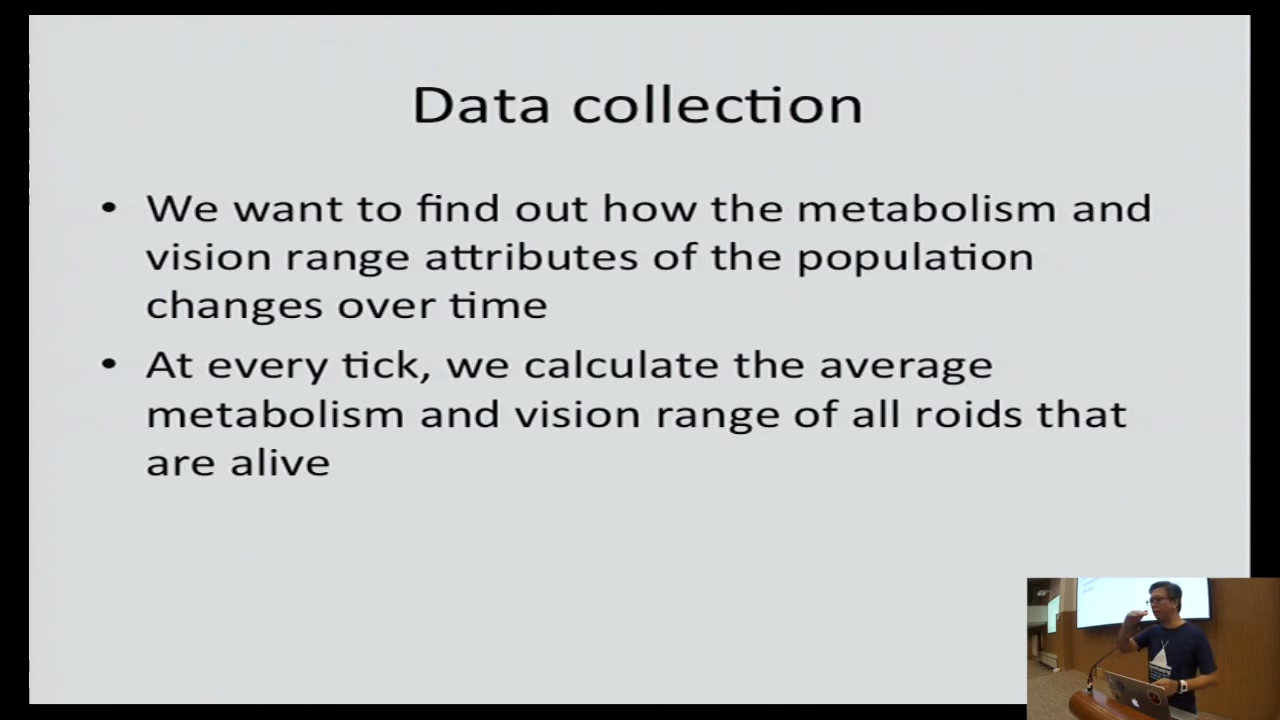 Data collection
• We want to find out how the metabolism and
vision range attributes of the population
changes over time
• At every tick, we calculate the average
metabolism and vision range of all roids that
are alive